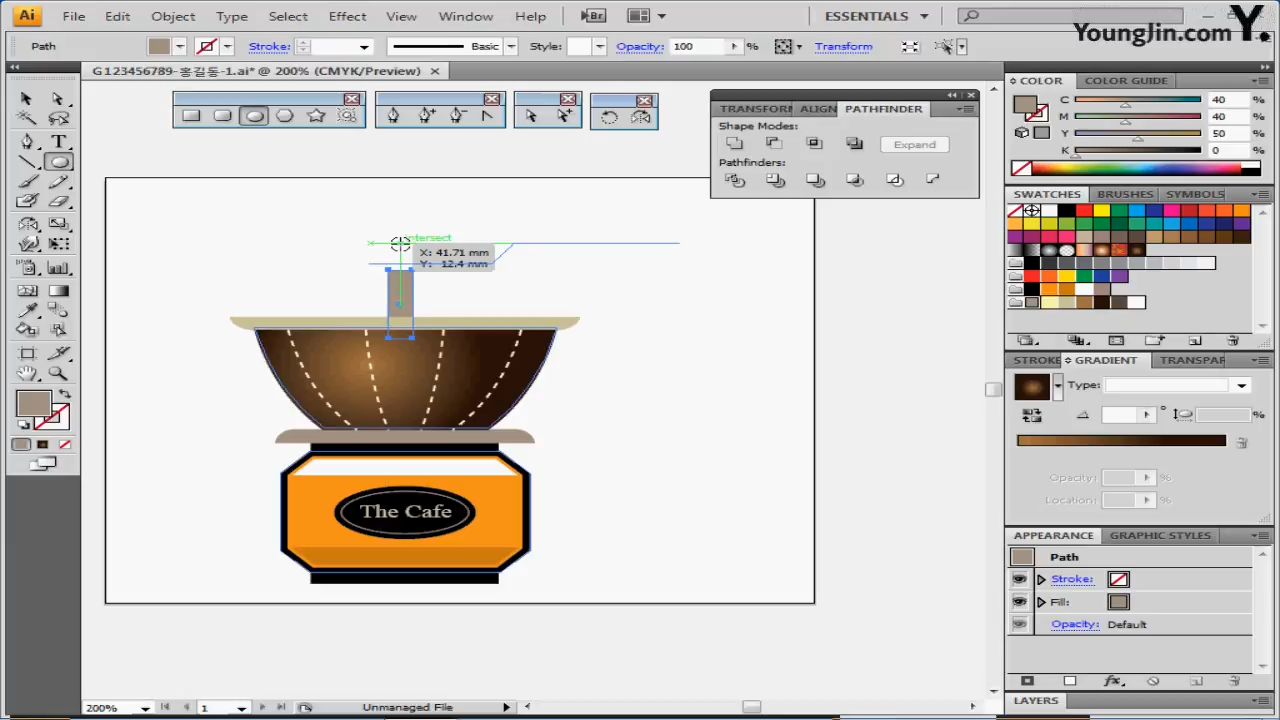 Ai File Edit Object Type Select Effect View Window Help Br ESSENTIALS
YoungJin.com Y.
Path Stroke: Basic Style: Opacity: 100 % Transform
G123456789-홍길동-1.ai* @ 200% (CMYK/Preview)
TRANSFORM ALIGN PATHFINDER
Shape Modes:
Expand
Pathfinders:
COLOR COLOR GUIDE
C 40 %
M 40 %
Y 50 %
K 0 %
SWATCHES BRUSHES SYMBOLS
intersect
X: 41.71 mm
Y: 12.4 mm
The Cafe
STROKE GRADIENT TRANSPAR
Type:
° %
Opacity: %
Location: %
APPEARANCE GRAPHIC STYLES
Path
Stroke:
Fill:
Opacity: Default
LAYERS
200% 1 Unmanaged File